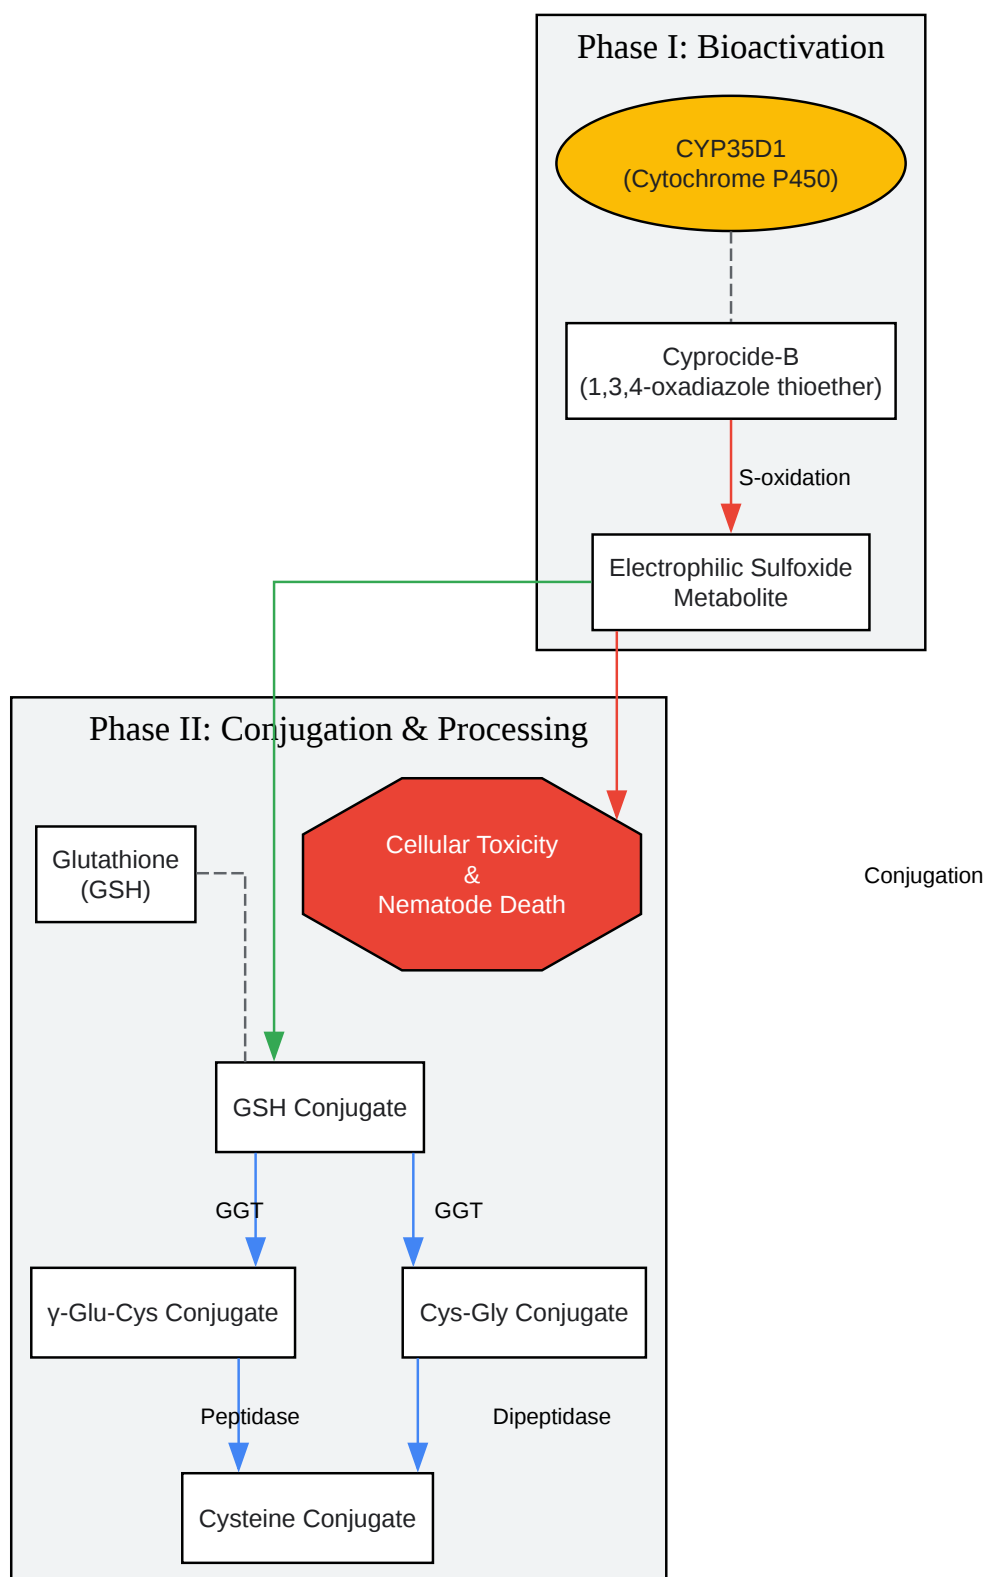 Phase I: Bioactivation
CYP35D1
(Cytochrome P450)
Cyprocide-B
(1,3,4-oxadiazole thioether)
S-oxidation
Electrophilic Sulfoxide
Metabolite
Phase II: Conjugation & Processing
Glutathione
(GSH)
Cellular Toxicity
&
Nematode Death
Conjugation
GSH Conjugate
GGT
GGT
γ-Glu-Cys Conjugate
Cys-Gly Conjugate
Peptidase
Dipeptidase
Cysteine Conjugate